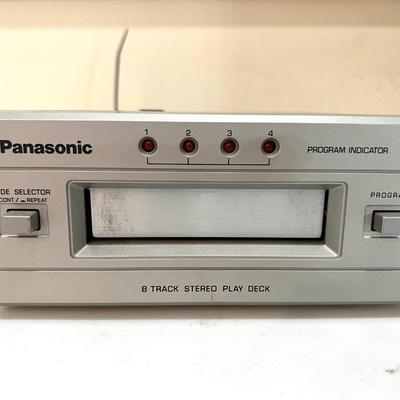 1 2 3 4
Panasonic
PROGRAM INDICATOR
DE SELECTOR
CONT / REPEAT
PROGRA
8 TRACK STEREO PLAY DECK